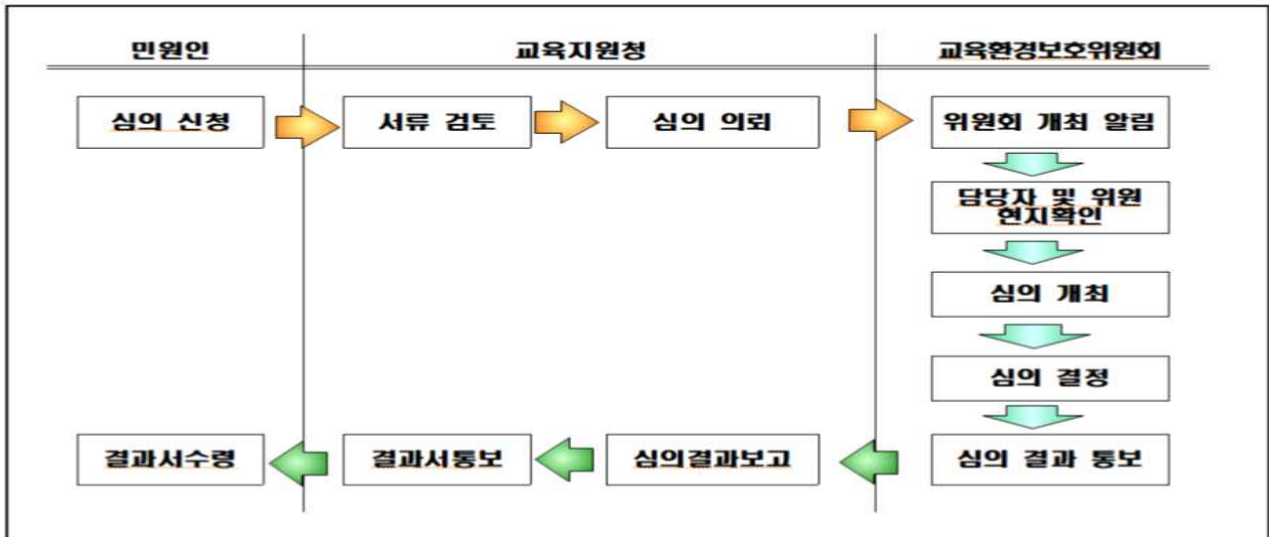 민원인
교육지원청
교육환경보호위원회
심의 신청
서류 검토
심의 의뢰
위원회 개최 알림
담당자 및 위원
현지확인
심의 개최
심의 결정
심의 결과 통보
심의결과보고
결과서통보
결과서수령